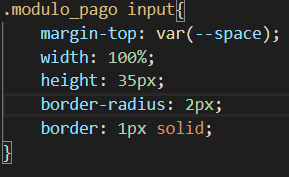 .modulo_pago input{
margin-top: var(--space);
width: 100%;
height: 35px;
border-radius: 2px;
border: 1px solid;
}